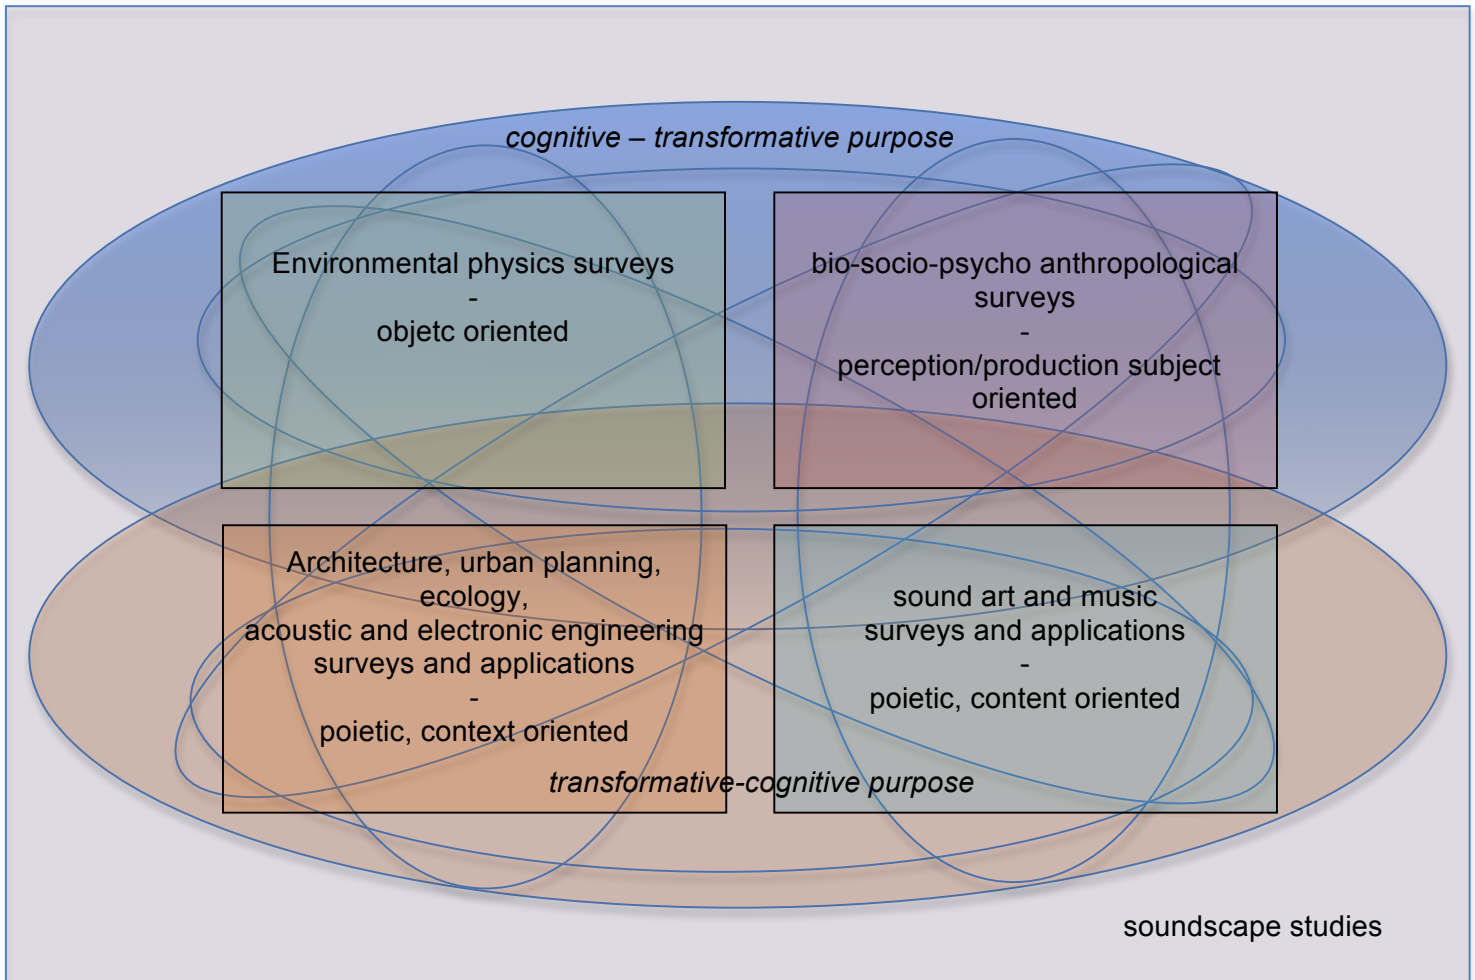 cognitive – transformative purpose
Environmental physics surveys
-
objetc oriented
bio-socio-psycho anthropological
surveys
-
perception/production subject
oriented
Architecture, urban planning,
ecology,
acoustic and electronic engineering
surveys and applications
-
poietic, context oriented
sound art and music
surveys and applications
-
poietic, content oriented
transformative-cognitive purpose
soundscape studies